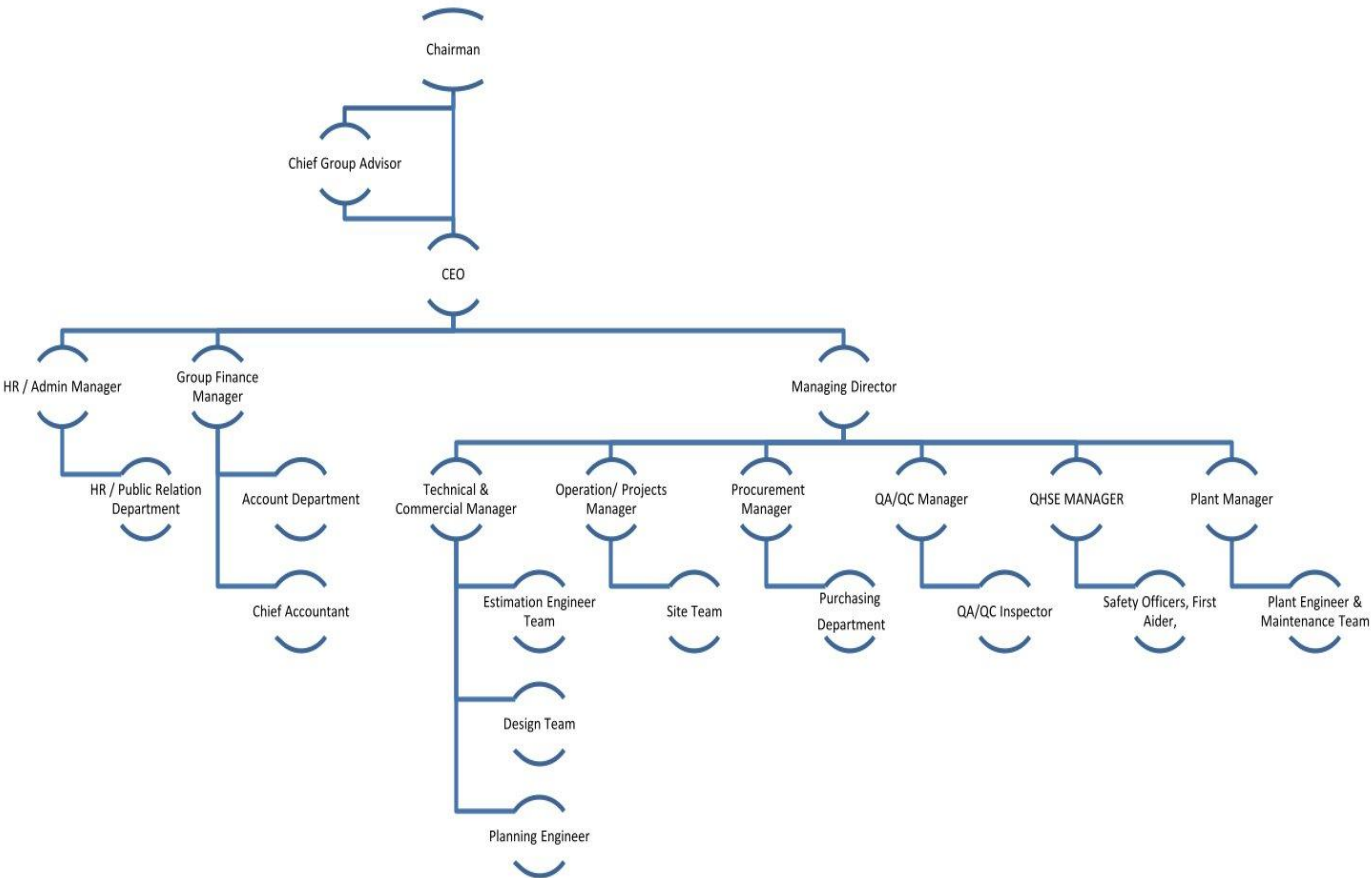 Chairman
Chief Group Advisor
CEO
HR / Admin Manager
Group Finance
Manager
Managing Director
HR / Public Relation
Department
Account Department
Technical &
Commercial Manager
Operation/ Projects
Manager
Procurement
Manager
QA/QC Manager
QHSE MANAGER
Plant Manager
Chief Accountant
Estimation Engineer
Team
Site Team
Purchasing
Department
QA/QC Inspector
Safety Officers, First
Aider,
Plant Engineer &
Maintenance Team
Design Team
Planning Engineer